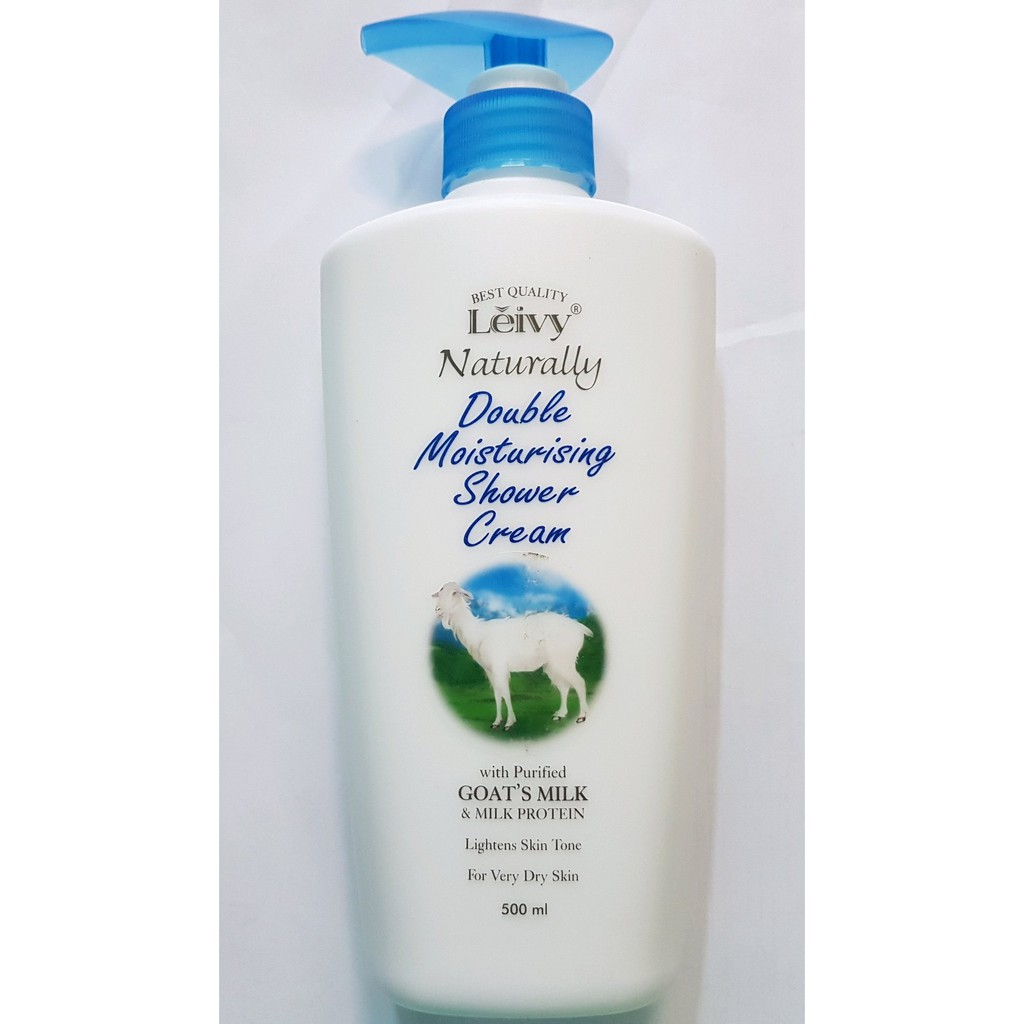 BEST QUALITY
Lěivy®
Naturally
Double
Moisturising
Shower
Cream
with Purified
GOAT'S MILK
& MILK PROTEIN
Lightens Skin Tone
For Very Dry Skin
500 ml